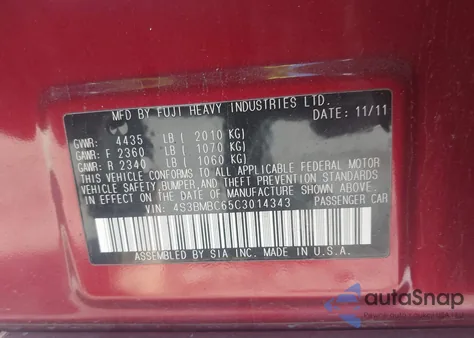 MFD BY FUJI HEAVY INDUSTRIES LTD.
DATE: 11/11
GVWR: 4435 LB ( 2010 KG)
GAWR: F 2360 LB ( 1070 KG)
GAWR: R 2340 LB ( 1060 KG)
THIS VEHICLE CONFORMS TO ALL APPLICABLE FEDERAL MOTOR
VEHICLE SAFETY, BUMPER, AND THEFT PREVENTION STANDARDS
IN EFFECT ON THE DATE OF MANUFACTURE SHOWN ABOVE.
VIN: 4S3BMBC65C3014343 PASSENGER CAR
ASSEMBLED BY SIA INC. MADE IN U.S.A.
autoSnap